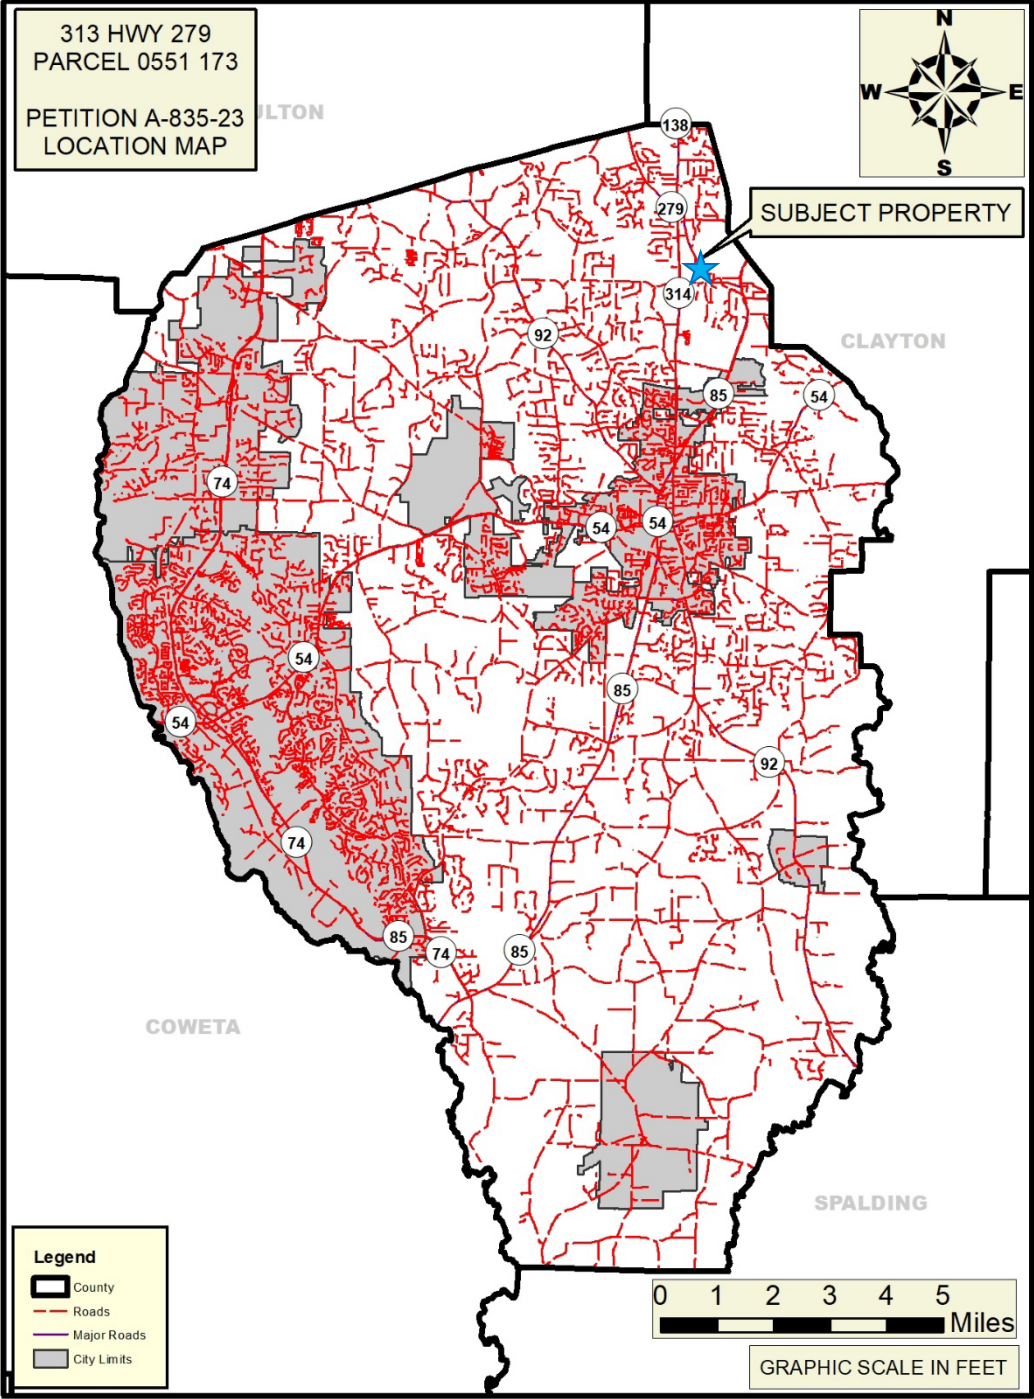 313 HWY 279
PARCEL 0551 173
PETITION A-835-23
LOCATION MAP
ULTON
N
W
E
S
138
279
SUBJECT PROPERTY
314
92
CLAYTON
85
54
74
54
54
54
85
54
92
74
85
74
85
COWETA
SPALDING
Legend
County
Roads
Major Roads
City Limits
0 1 2 3 4 5
Miles
GRAPHIC SCALE IN FEET